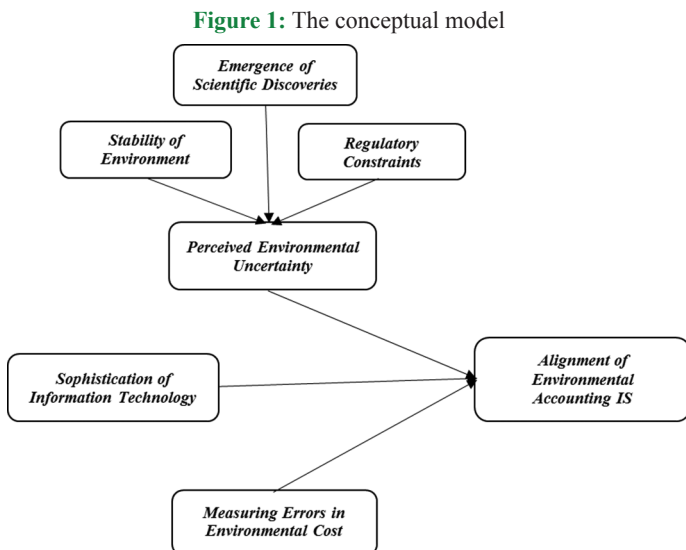 Figure 1: The conceptual model
Emergence of
Scientific Discoveries
Stability of
Environment
Regulatory
Constraints
Perceived Environmental
Uncertainty
Sophistication of
Information Technology
Alignment of
Environmental
Accounting IS
Measuring Errors in
Environmental Cost